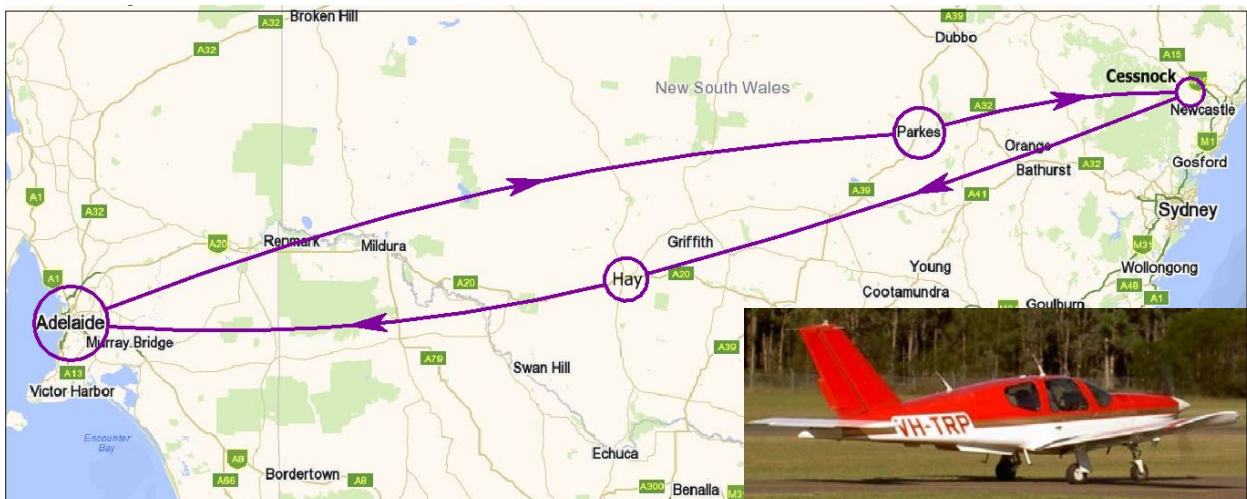 Broken Hill
A39
A32
Dubbo
A32
A15
Cessnock
New South Wales
A32
Newcastle
Parkes
M1
Orange
Gosford
A32
Bathurst
A1
A39
A41
A32
Sydney
A20
Renmark
Mildura
Griffith
M31
Young
Wollongong
A1
Hay
A20
A20
Cootamundra
A48
Goulburn
A1
Adelaide
Murray Bridge
A39
A79
Swan Hill
A13
Victor Harbor
VH-TRP
Encounter
Bay
Echuca
A8
Bordertown
A66
A8
A300
Benalla